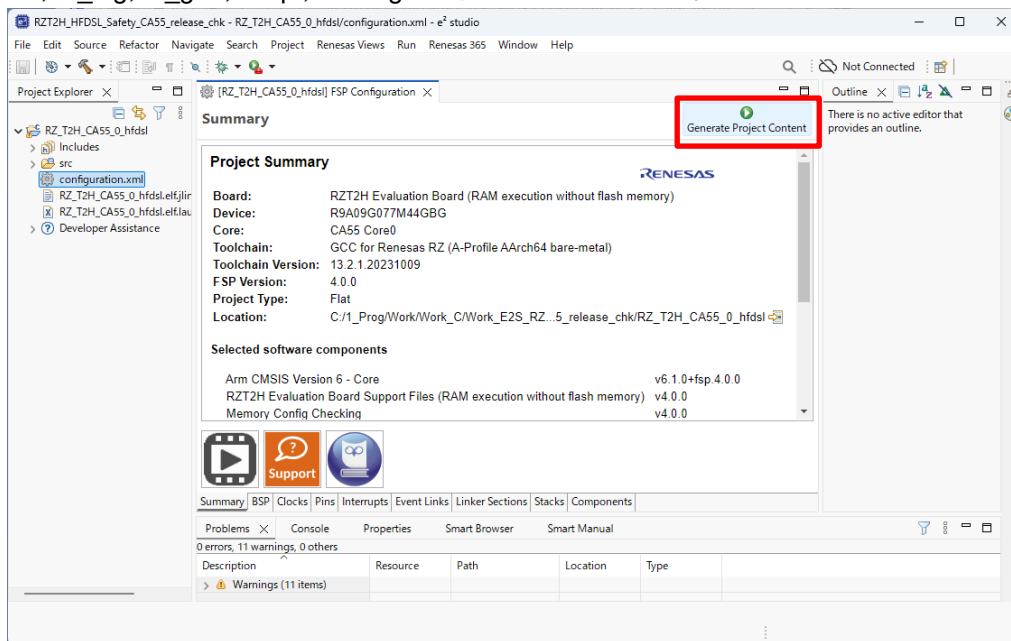 RZT2H_HFDSL_Safety_CA55_release_chk - RZ_T2H_CA55_0_hfdsl/configuration.xml - e² studio
File Edit Source Refactor Navigate Search Project Renesas Views Run Renesas 365 Window Help
Not Connected
Project Explorer
RZ_T2H_CA55_0_hfdsl
Includes
src
configuration.xml
RZ_T2H_CA55_0_hfdsl.elf.jlin
RZ_T2H_CA55_0_hfdsl.elf.lau
Developer Assistance
[RZ_T2H_CA55_0_hfdsl] FSP Configuration
Summary
Generate Project Content
Project Summary
RENESAS
Board: RZT2H Evaluation Board (RAM execution without flash memory)
Device: R9A09G077M44GBG
Core: CA55 Core0
Toolchain: GCC for Renesas RZ (A-Profile AArch64 bare-metal)
Toolchain Version: 13.2.1.20231009
FSP Version: 4.0.0
Project Type: Flat
Location: C:/1_Prog/Work/Work_C/Work_E2S_RZ...5_release_chk/RZ_T2H_CA55_0_hfdsl
Selected software components
Arm CMSIS Version 6 - Core v6.1.0+fsp.4.0.0
RZT2H Evaluation Board Support Files (RAM execution without flash memory) v4.0.0
Memory Config Checking v4.0.0
Support
Summary BSP Clocks Pins Interrupts Event Links Linker Sections Stacks Components
Outline
There is no active editor that
provides an outline.
Problems Console Properties Smart Browser Smart Manual
0 errors, 11 warnings, 0 others
Description Resource Path Location Type
Warnings (11 items)